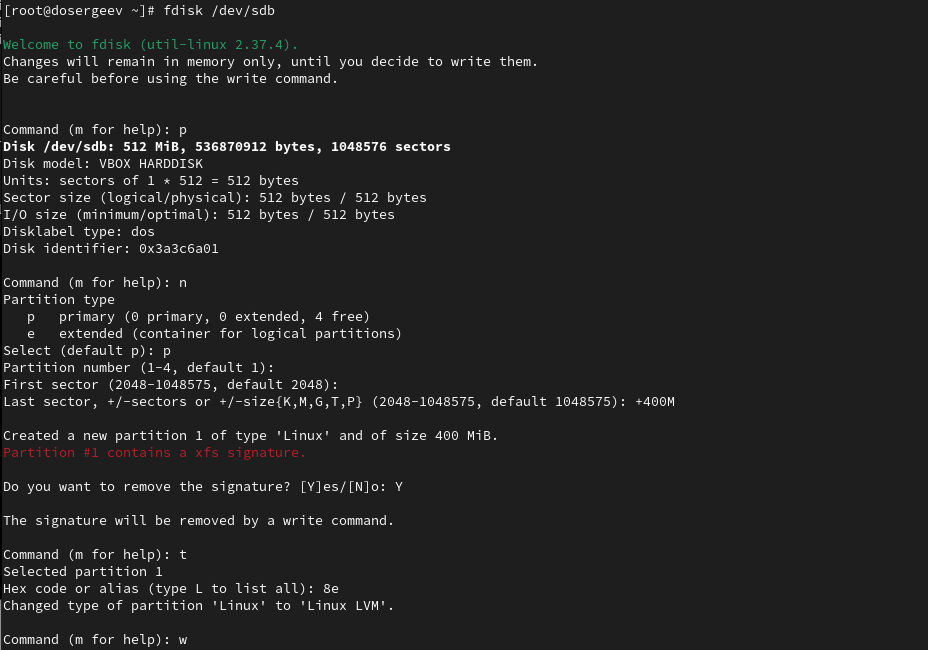 [root@dosergeev ~]# fdisk /dev/sdb
Welcome to fdisk (util-linux 2.37.4).
Changes will remain in memory only, until you decide to write them.
Be careful before using the write command.
Command (m for help): p
Disk /dev/sdb: 512 MiB, 536870912 bytes, 1048576 sectors
Disk model: VBOX HARDDISK
Units: sectors of 1 * 512 = 512 bytes
Sector size (logical/physical): 512 bytes / 512 bytes
I/O size (minimum/optimal): 512 bytes / 512 bytes
Disklabel type: dos
Disk identifier: 0x3a3c6a01
Command (m for help): n
Partition type
   p   primary (0 primary, 0 extended, 4 free)
   e   extended (container for logical partitions)
Select (default p): p
Partition number (1-4, default 1):
First sector (2048-1048575, default 2048):
Last sector, +/-sectors or +/-size{K,M,G,T,P} (2048-1048575, default 1048575): +400M
Created a new partition 1 of type 'Linux' and of size 400 MiB.
Partition #1 contains a xfs signature.
Do you want to remove the signature? [Y]es/[N]o: Y
The signature will be removed by a write command.
Command (m for help): t
Selected partition 1
Hex code or alias (type L to list all): 8e
Changed type of partition 'Linux' to 'Linux LVM'.
Command (m for help): w